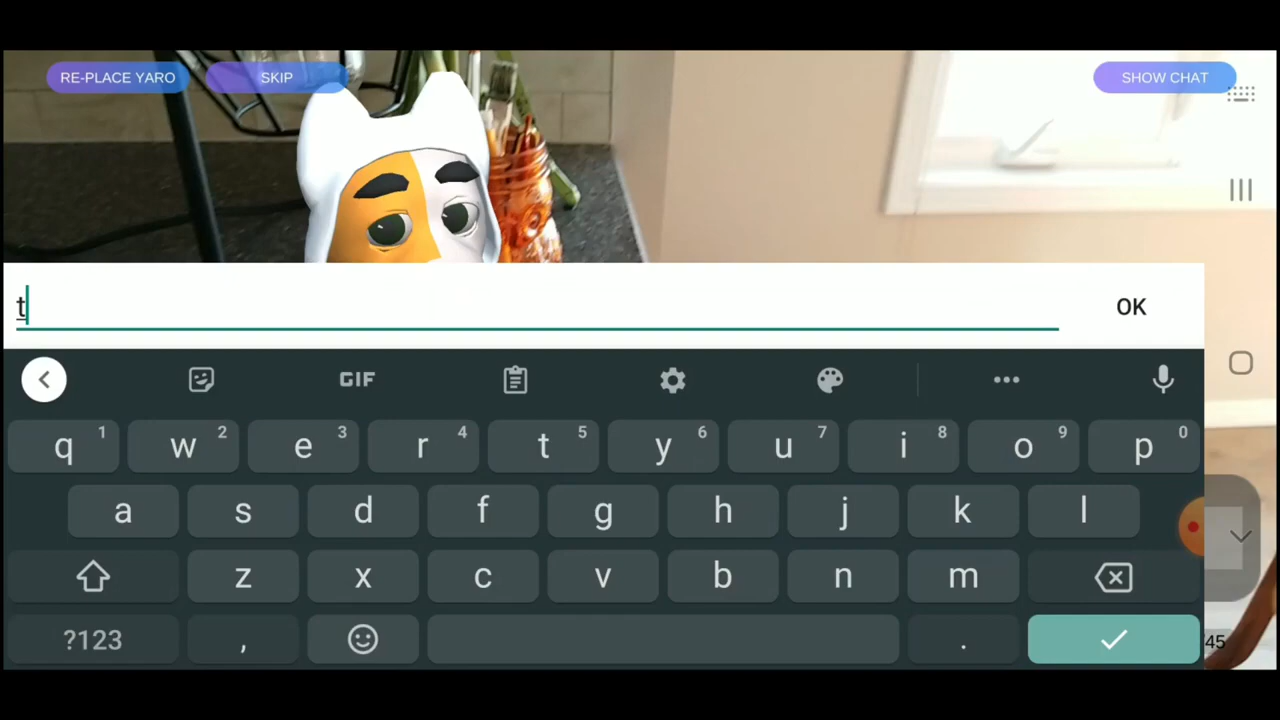 RE-PLACE YARO SKIP SHOW CHAT
t OK
GIF
q 1 w 2 e 3 r 4 t 5 y 6 u 7 i 8 o 9 p 0
a s d f g h j k l
z x c v b n m
?123 , . 45